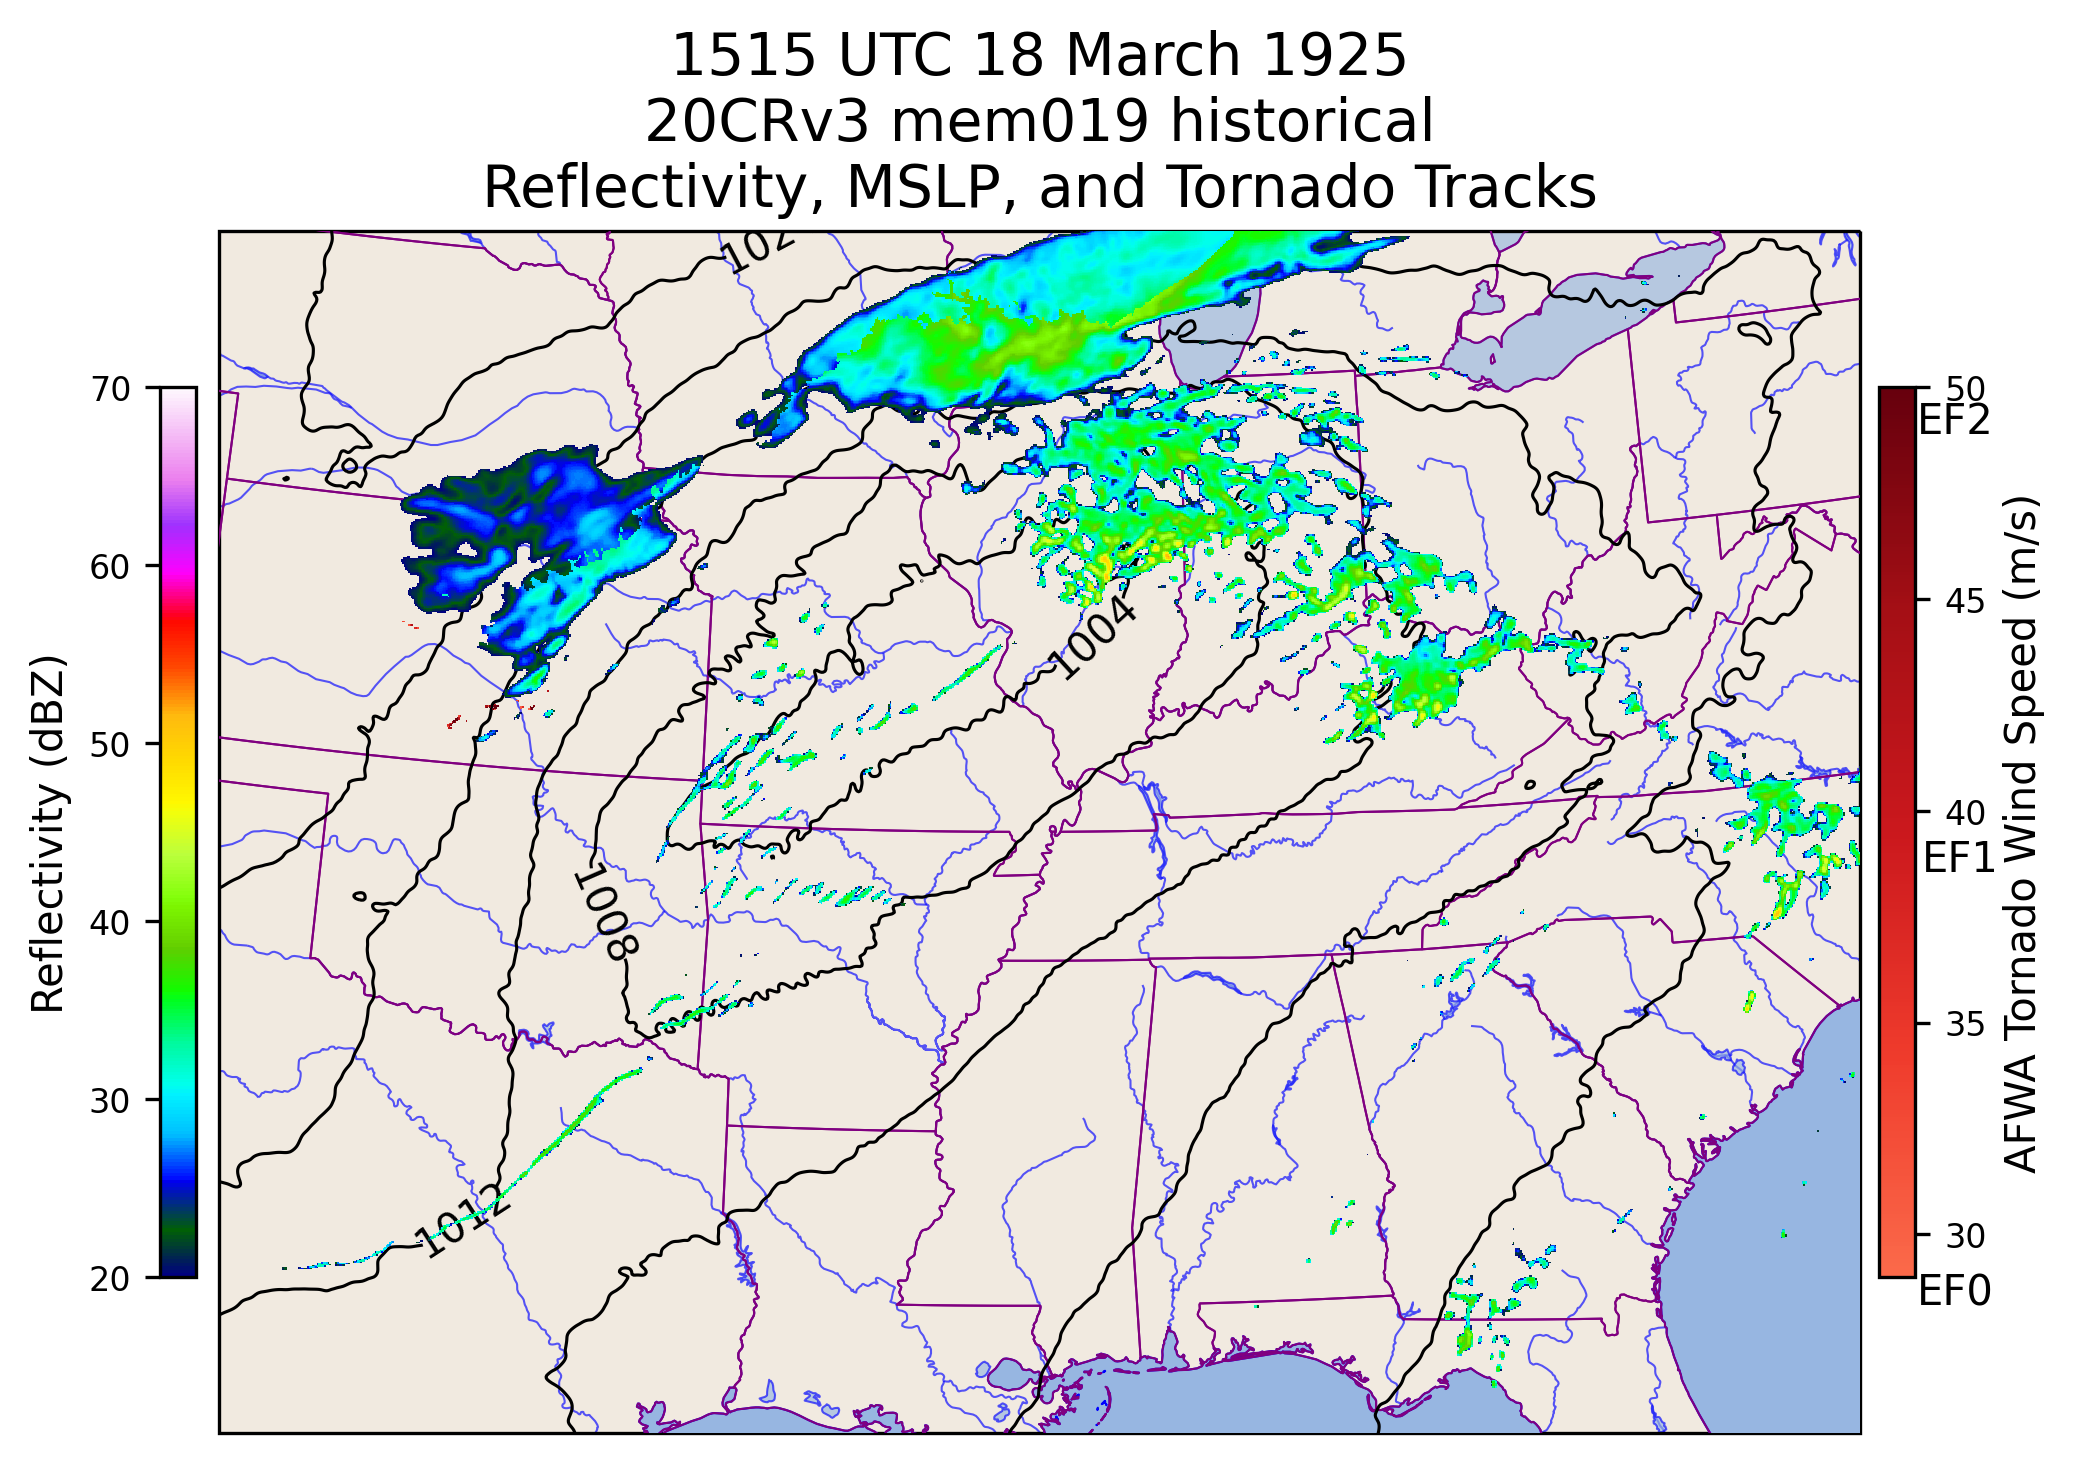 1515 UTC 18 March 1925
20CRv3 mem019 historical
Reflectivity, MSLP, and Tornado Tracks
102
1004
1008
1012
Reflectivity (dBZ)
70
60
50
40
30
20
50
EF2
45
40
EF1
35
30
EF0
AFWA Tornado Wind Speed (m/s)